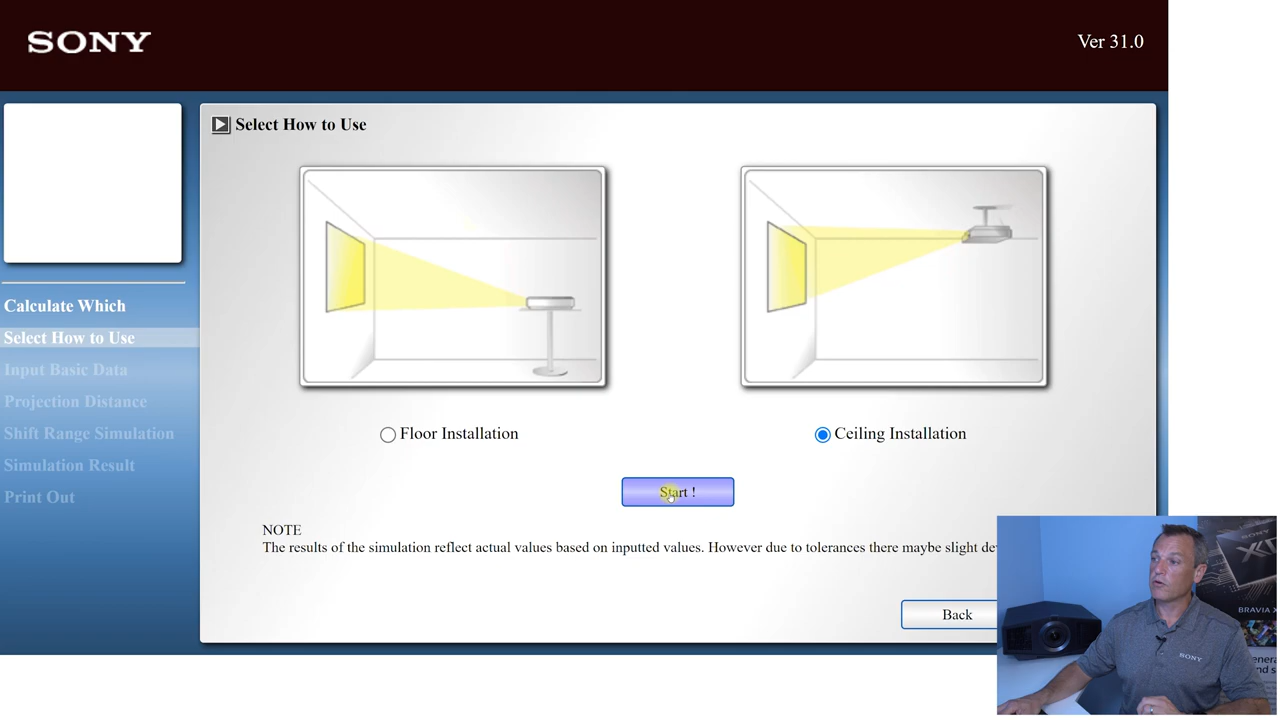 SONY
Ver 31.0
Select How to Use
Calculate Which
Select How to Use
Input Basic Data
Projection Distance
Shift Range Simulation
Simulation Result
Print Out
Floor Installation
Ceiling Installation
Start !
NOTE
The results of the simulation reflect actual values based on inputted values. However due to tolerances there maybe slight
Back
SONY
BRAVIA
SONY